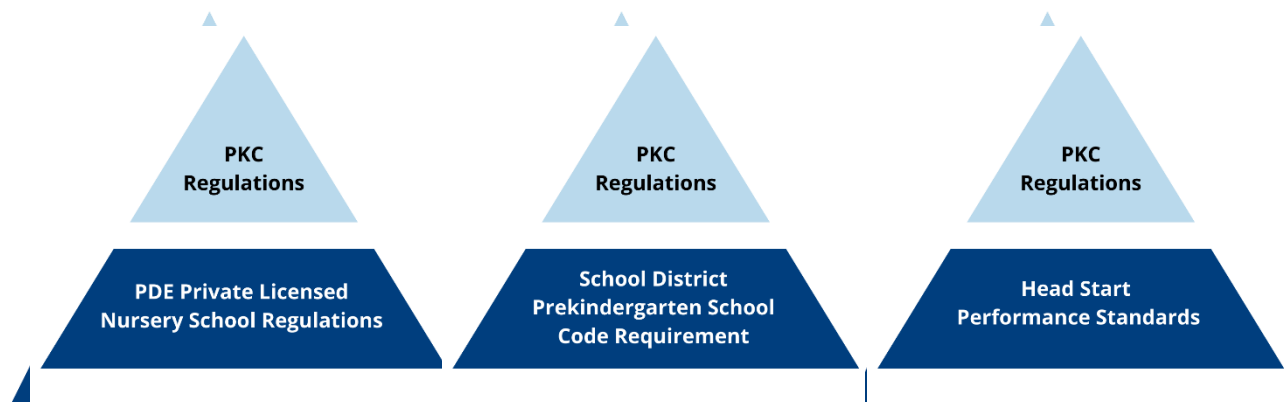 PKC
Regulations
PDE Private Licensed
Nursery School Regulations
PKC
Regulations
School District
Prekindergarten School
Code Requirement
PKC
Regulations
Head Start
Performance Standards